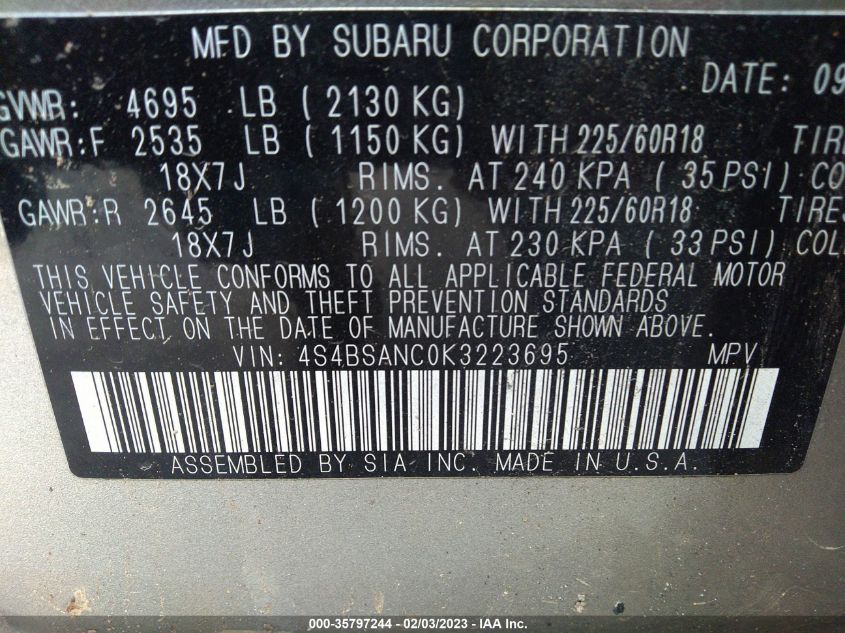 MFD BY SUBARU CORPORATION
DATE: 09
GVWR: 4695 LB ( 2130 KG)
GAWR:F 2535 LB ( 1150 KG) WITH 225/60R18 TIRE
18X7J RIMS. AT 240 KPA ( 35 PSI) CO
GAWR:R 2645 LB ( 1200 KG) WITH 225/60R18 TIRES
18X7J RIMS. AT 230 KPA ( 33 PSI) COL
THIS VEHICLE CONFORMS TO ALL APPLICABLE FEDERAL MOTOR
VEHICLE SAFETY AND THEFT PREVENTION STANDARDS
IN EFFECT ON THE DATE OF MANUFACTURE SHOWN ABOVE.
VIN: 4S4BSANC0K3223695 MPV
ASSEMBLED BY SIA INC. MADE IN U.S.A.
000-35797244 - 02/03/2023 - IAA Inc.